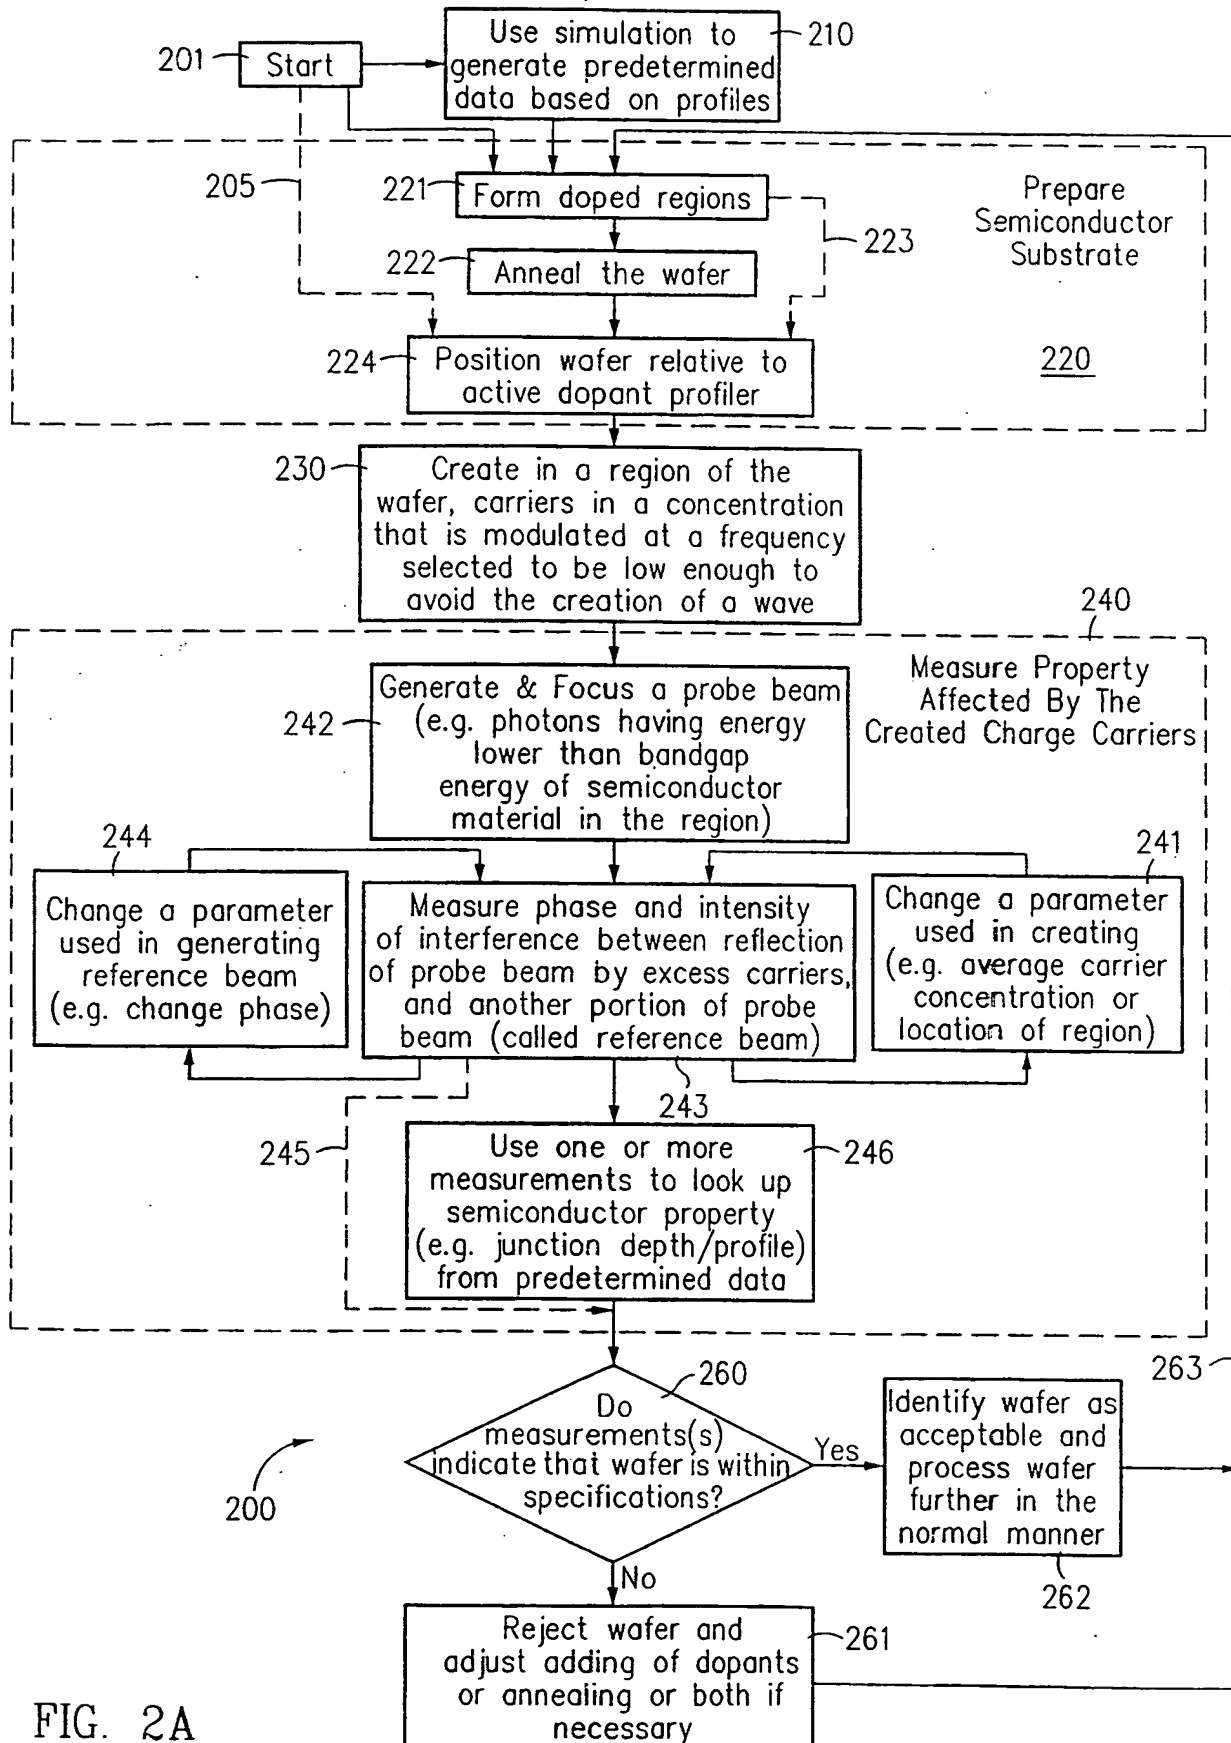 201
Start
Use simulation to
generate predetermined
data based on profiles
210
205
221
Form doped regions
223
222
Anneal the wafer
224
Position wafer relative to
active dopant profiler
Prepare
Semiconductor
Substrate
220
230
Create in a region of the
wafer, carriers in a concentration
that is modulated at a frequency
selected to be low enough to
avoid the creation of a wave
240
Measure Property
Affected By The
Created Charge Carriers
242
Generate & Focus a probe beam
(e.g. photons having energy
lower than bandgap
energy of semiconductor
material in the region)
244
Change a parameter
used in generating
reference beam
(e.g. change phase)
Measure phase and intensity
of interference between reflection
of probe beam by excess carriers,
and another portion of probe
beam (called reference beam)
243
241
Change a parameter
used in creating
(e.g. average carrier
concentration or
location of region)
245
Use one or more
measurements to look up
semiconductor property
(e.g. junction depth/profile)
from predetermined data
246
260
Do
measurements(s)
indicate that wafer is within
specifications?
Yes
No
263
Identify wafer as
acceptable and
process wafer
further in the
normal manner
262
200
Reject wafer and
adjust adding of dopants
or annealing or both if
necessary
261
FIG. 2A